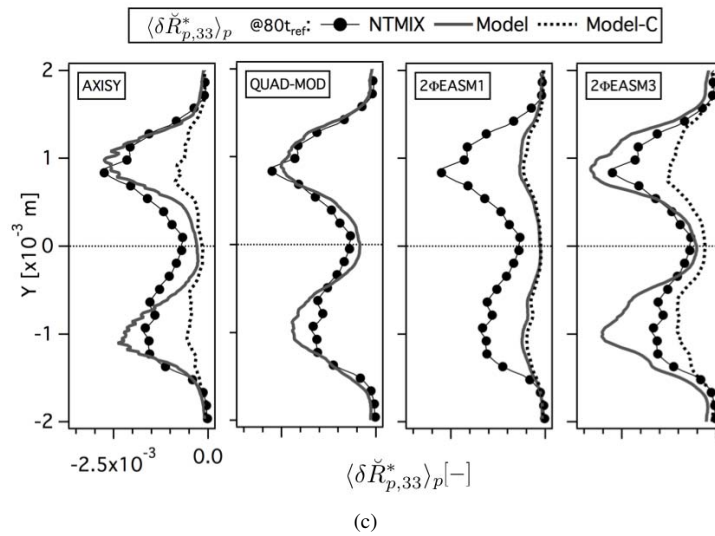 ⟨δR̆*p,33⟩p @80tref: NTMIX Model Model-C
AXISY QUAD-MOD 2ΦEASM1 2ΦEASM3
2
1
0
-1
-2
Y [x10⁻³ m]
-2.5x10⁻³ 0.0
⟨δR̆*p,33⟩p[−]
(c)